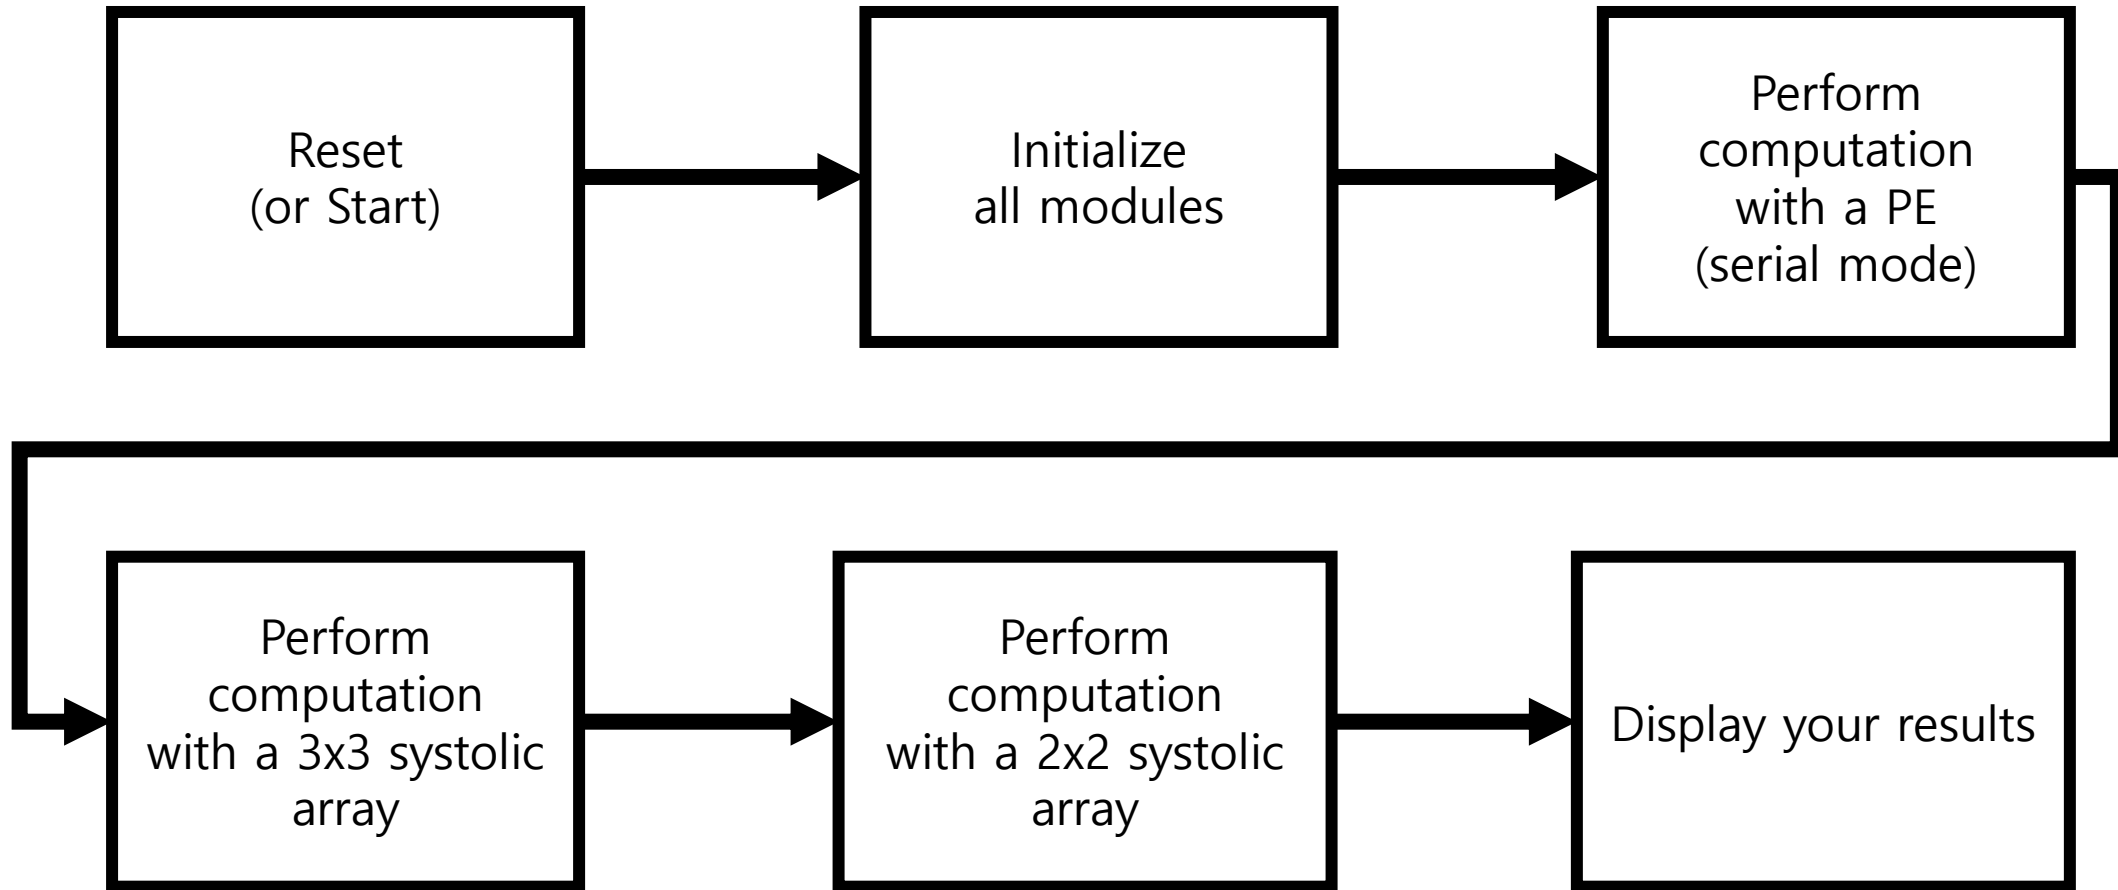 Reset
(or Start)
Initialize
all modules
Perform
computation
with a PE
(serial mode)
Perform
computation
with a 3x3 systolic
array
Perform
computation
with a 2x2 systolic
array
Display your results